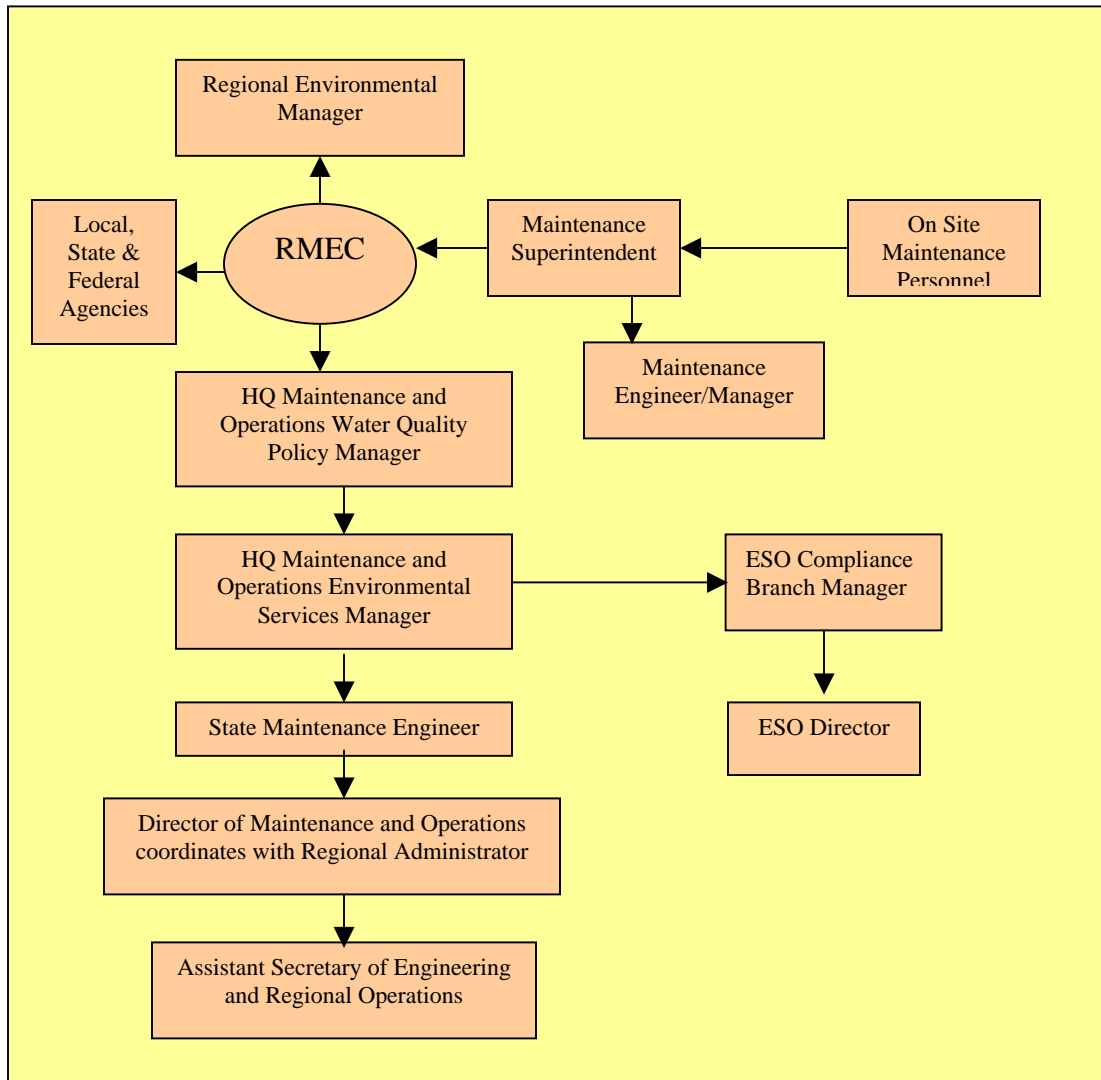 Regional Environmental
Manager
Local,
State &
Federal
Agencies
RMEC
Maintenance
Superintendent
On Site
Maintenance
Personnel
Maintenance
Engineer/Manager
HQ Maintenance and
Operations Water Quality
Policy Manager
HQ Maintenance and
Operations Environmental
Services Manager
ESO Compliance
Branch Manager
State Maintenance Engineer
ESO Director
Director of Maintenance and Operations
coordinates with Regional Administrator
Assistant Secretary of Engineering
and Regional Operations